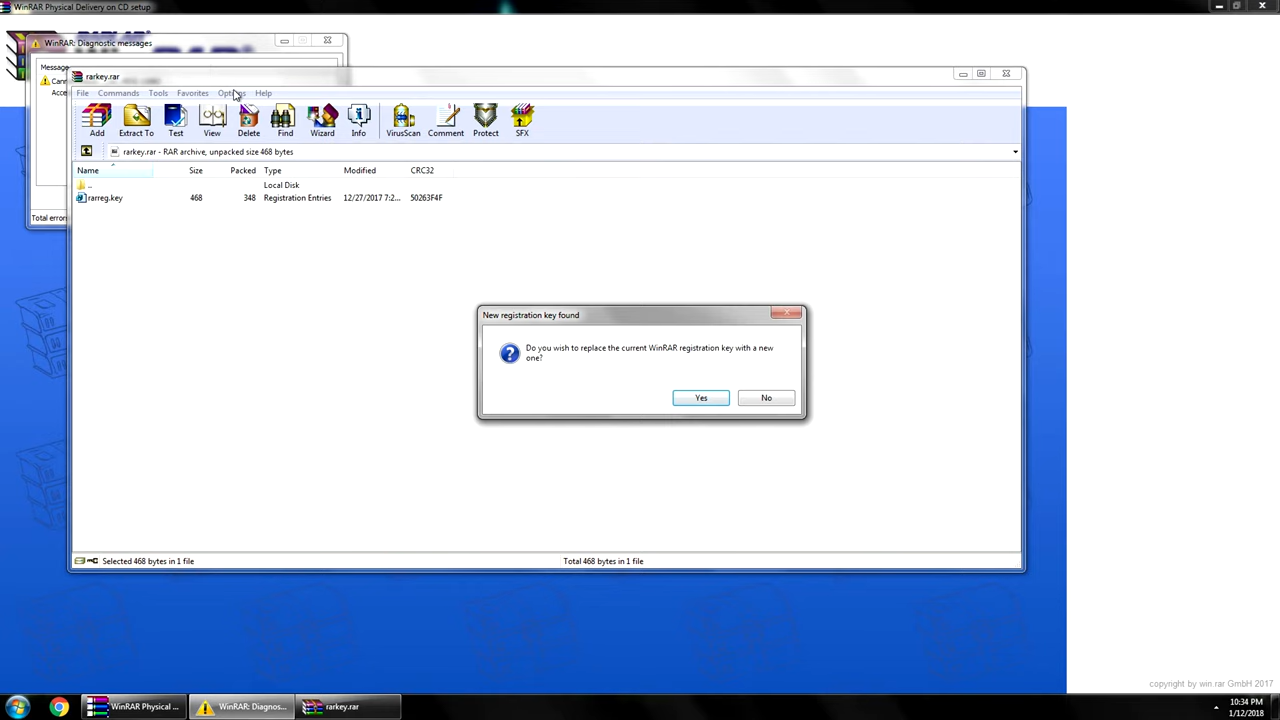 WinRAR Physical Delivery on CD setup
WinRAR: Diagnostic messages
Message
rarkey.rar
File Commands Tools Favorites Options Help
Add Extract To Test View Delete Find Wizard Info VirusScan Comment Protect SFX
rarkey.rar - RAR archive, unpacked size 468 bytes
Name Size Packed Type Modified CRC32
.. Local Disk
rarreg.key 468 348 Registration Entries 12/27/2017 7:2... 50263F4F
Total errors
New registration key found
Do you wish to replace the current WinRAR registration key with a new
one?
Yes No
Selected 468 bytes in 1 file Total 468 bytes in 1 file
copyright by win.rar GmbH 2017
WinRAR Physical ... WinRAR: Diagnos... rarkey.rar
10:34 PM
1/12/2018